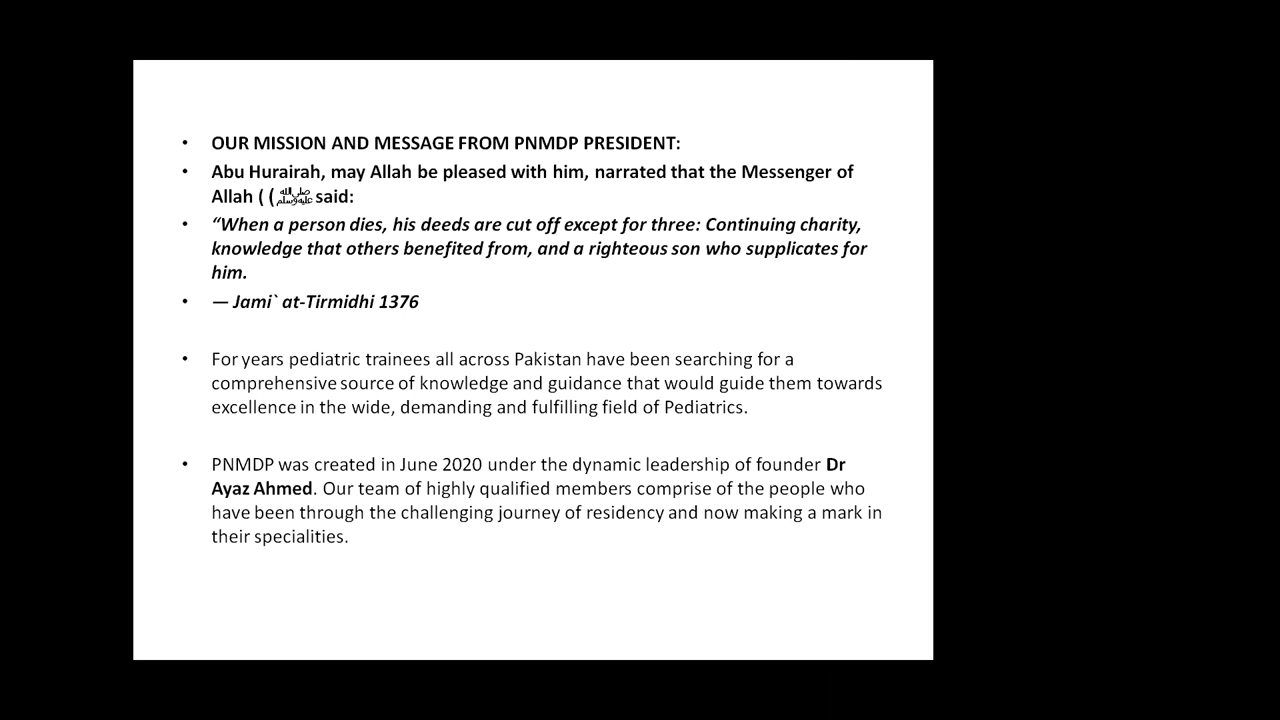 • OUR MISSION AND MESSAGE FROM PNMDP PRESIDENT:
• Abu Hurairah, may Allah be pleased with him, narrated that the Messenger of
Allah ( (ﷺ said:
• “When a person dies, his deeds are cut off except for three: Continuing charity,
knowledge that others benefited from, and a righteous son who supplicates for
him.
• — Jami` at-Tirmidhi 1376
• For years pediatric trainees all across Pakistan have been searching for a
comprehensive source of knowledge and guidance that would guide them towards
excellence in the wide, demanding and fulfilling field of Pediatrics.
• PNMDP was created in June 2020 under the dynamic leadership of founder Dr
Ayaz Ahmed. Our team of highly qualified members comprise of the people who
have been through the challenging journey of residency and now making a mark in
their specialities.